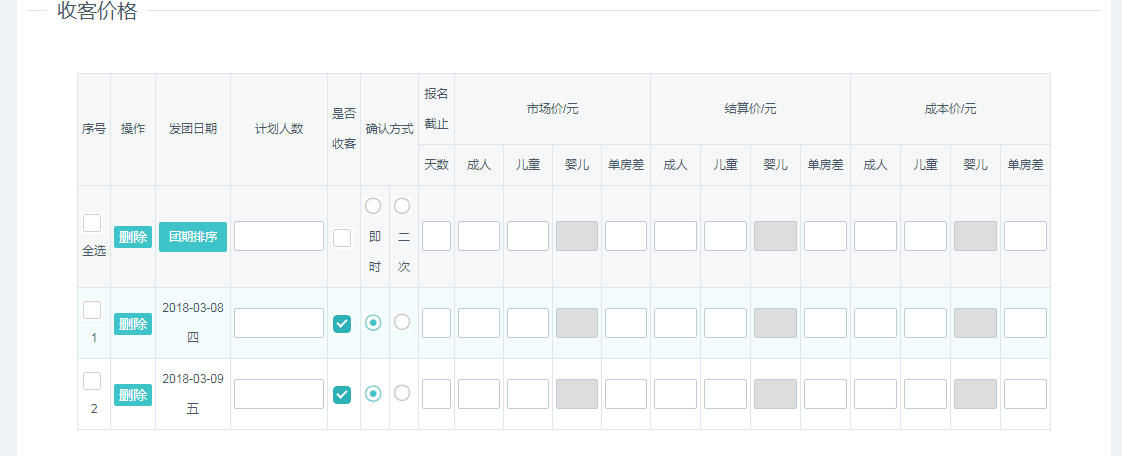 收客价格
序号 操作 发团日期 计划人数 是否收客 确认方式 报名截止 市场价/元 结算价/元 成本价/元
天数 成人 儿童 婴儿 单房差 成人 儿童 婴儿 单房差 成人 儿童 婴儿 单房差
全选 删除 团期排序 即时 二次
1 删除 2018-03-08 四
2 删除 2018-03-09 五